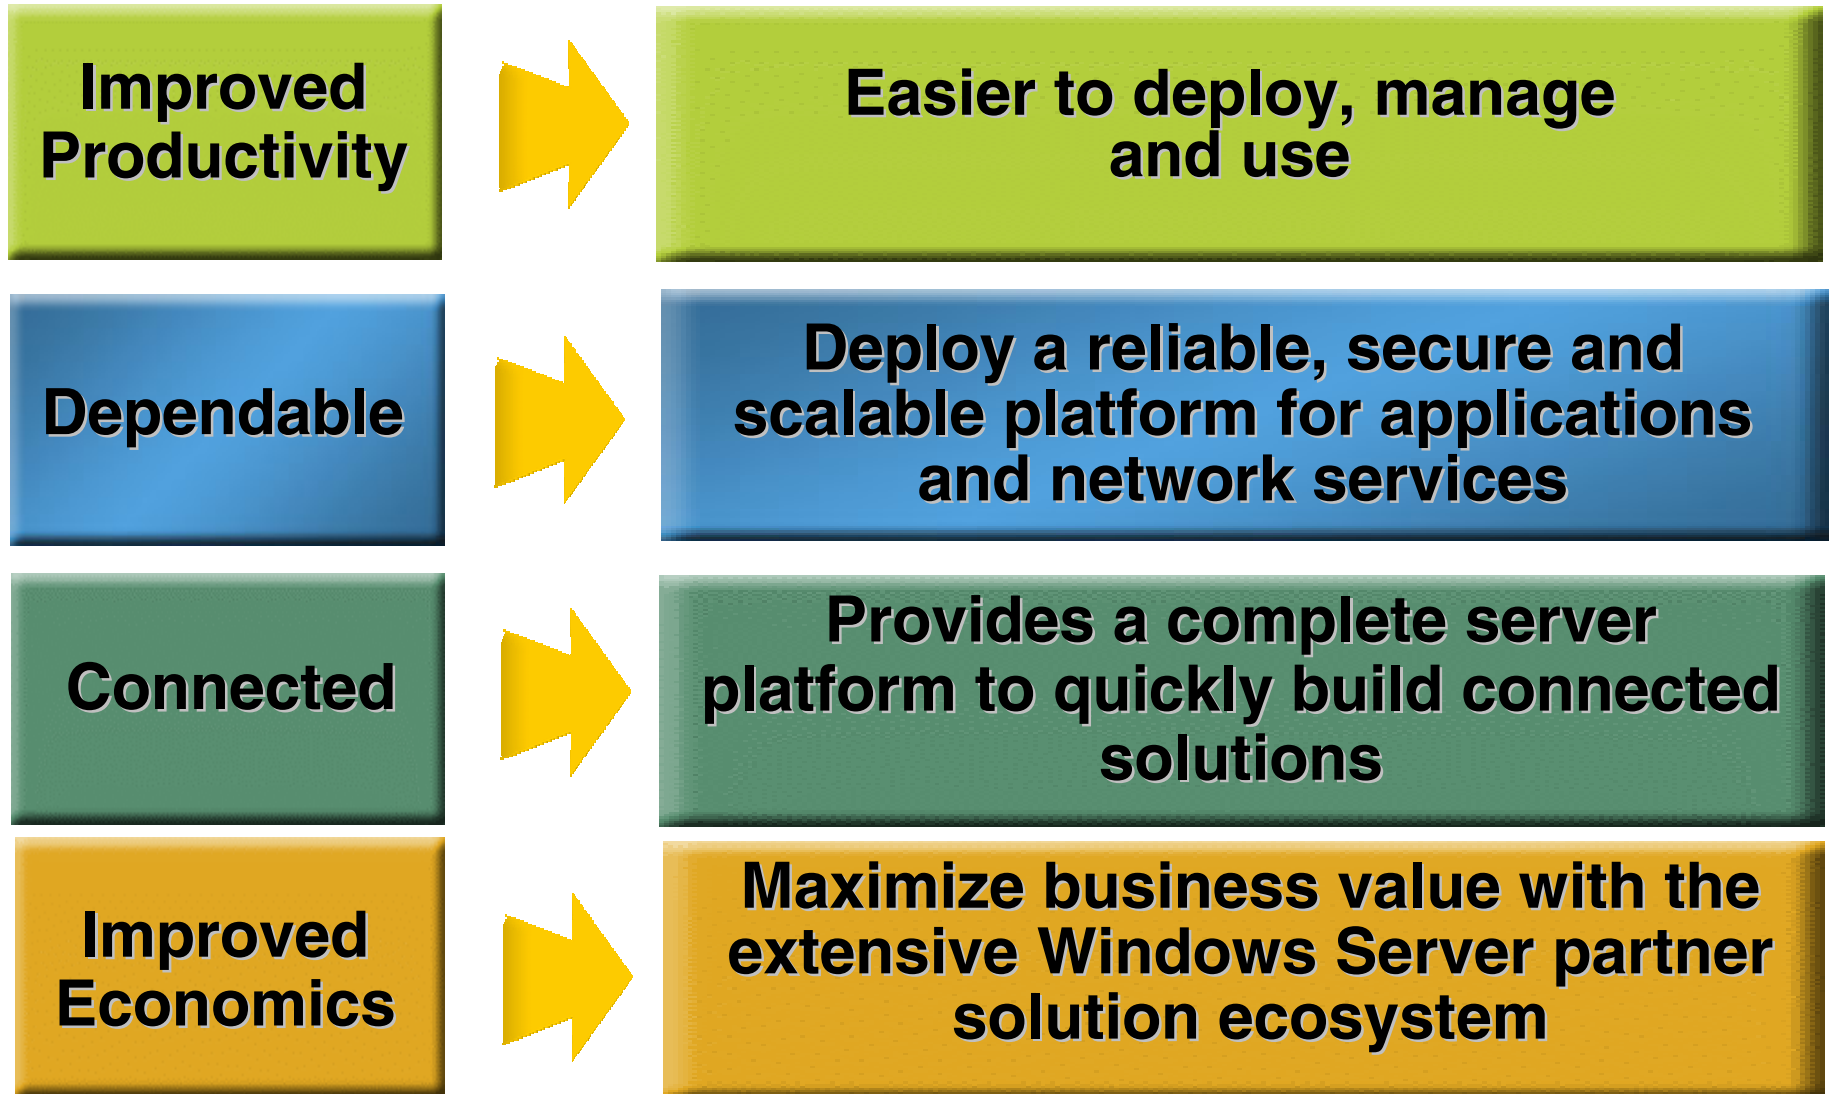 Improved
Productivity
Easier to deploy, manage
and use
Dependable
Deploy a reliable, secure and
scalable platform for applications
and network services
Connected
Provides a complete server
platform to quickly build connected
solutions
Improved
Economics
Maximize business value with the
extensive Windows Server partner
solution ecosystem